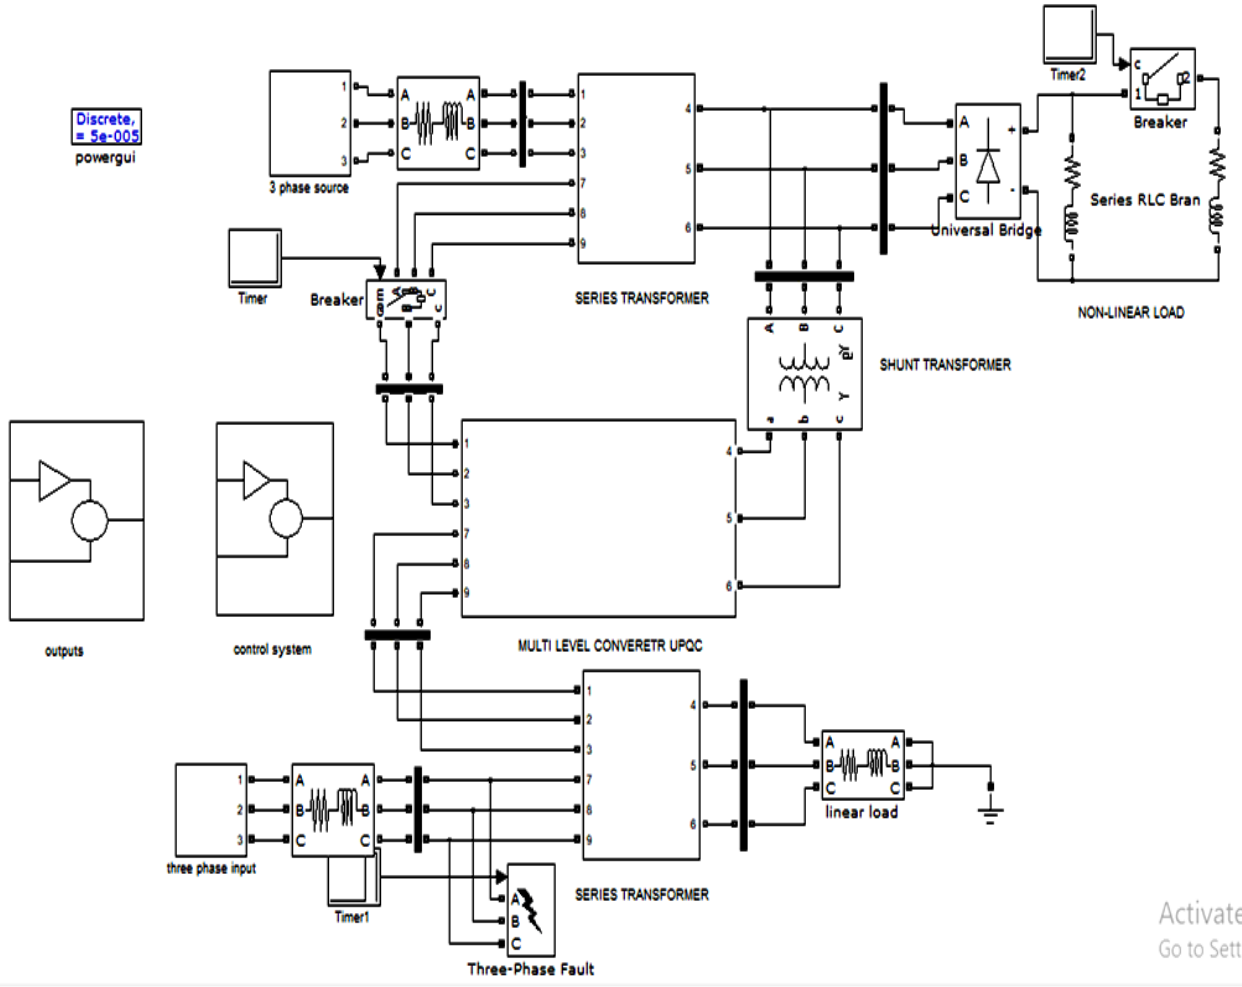 Discrete,
= 5e-005
powergui
1
2
3
3 phase source
A
B
C
A
B
C
1
2
3
7
8
9
4
5
6
SERIES TRANSFORMER
A
B
C
+
-
Universal Bridge
Timer2
c
1
2
Breaker
Series RLC Bran
NON-LINEAR LOAD
Timer
Breaker
com
A
B
C
c
A
B
C
Y
a
b
c
SHUNT TRANSFORMER
1
2
3
7
8
9
4
5
6
MULTI LEVEL CONVERETR UPQC
outputs
control system
1
2
3
three phase input
A
B
C
A
B
C
Timer1
1
2
3
7
8
9
4
5
6
SERIES TRANSFORMER
A
B
C
Three-Phase Fault
A
B
C
A
B
C
linear load
Activate
Go to Sett